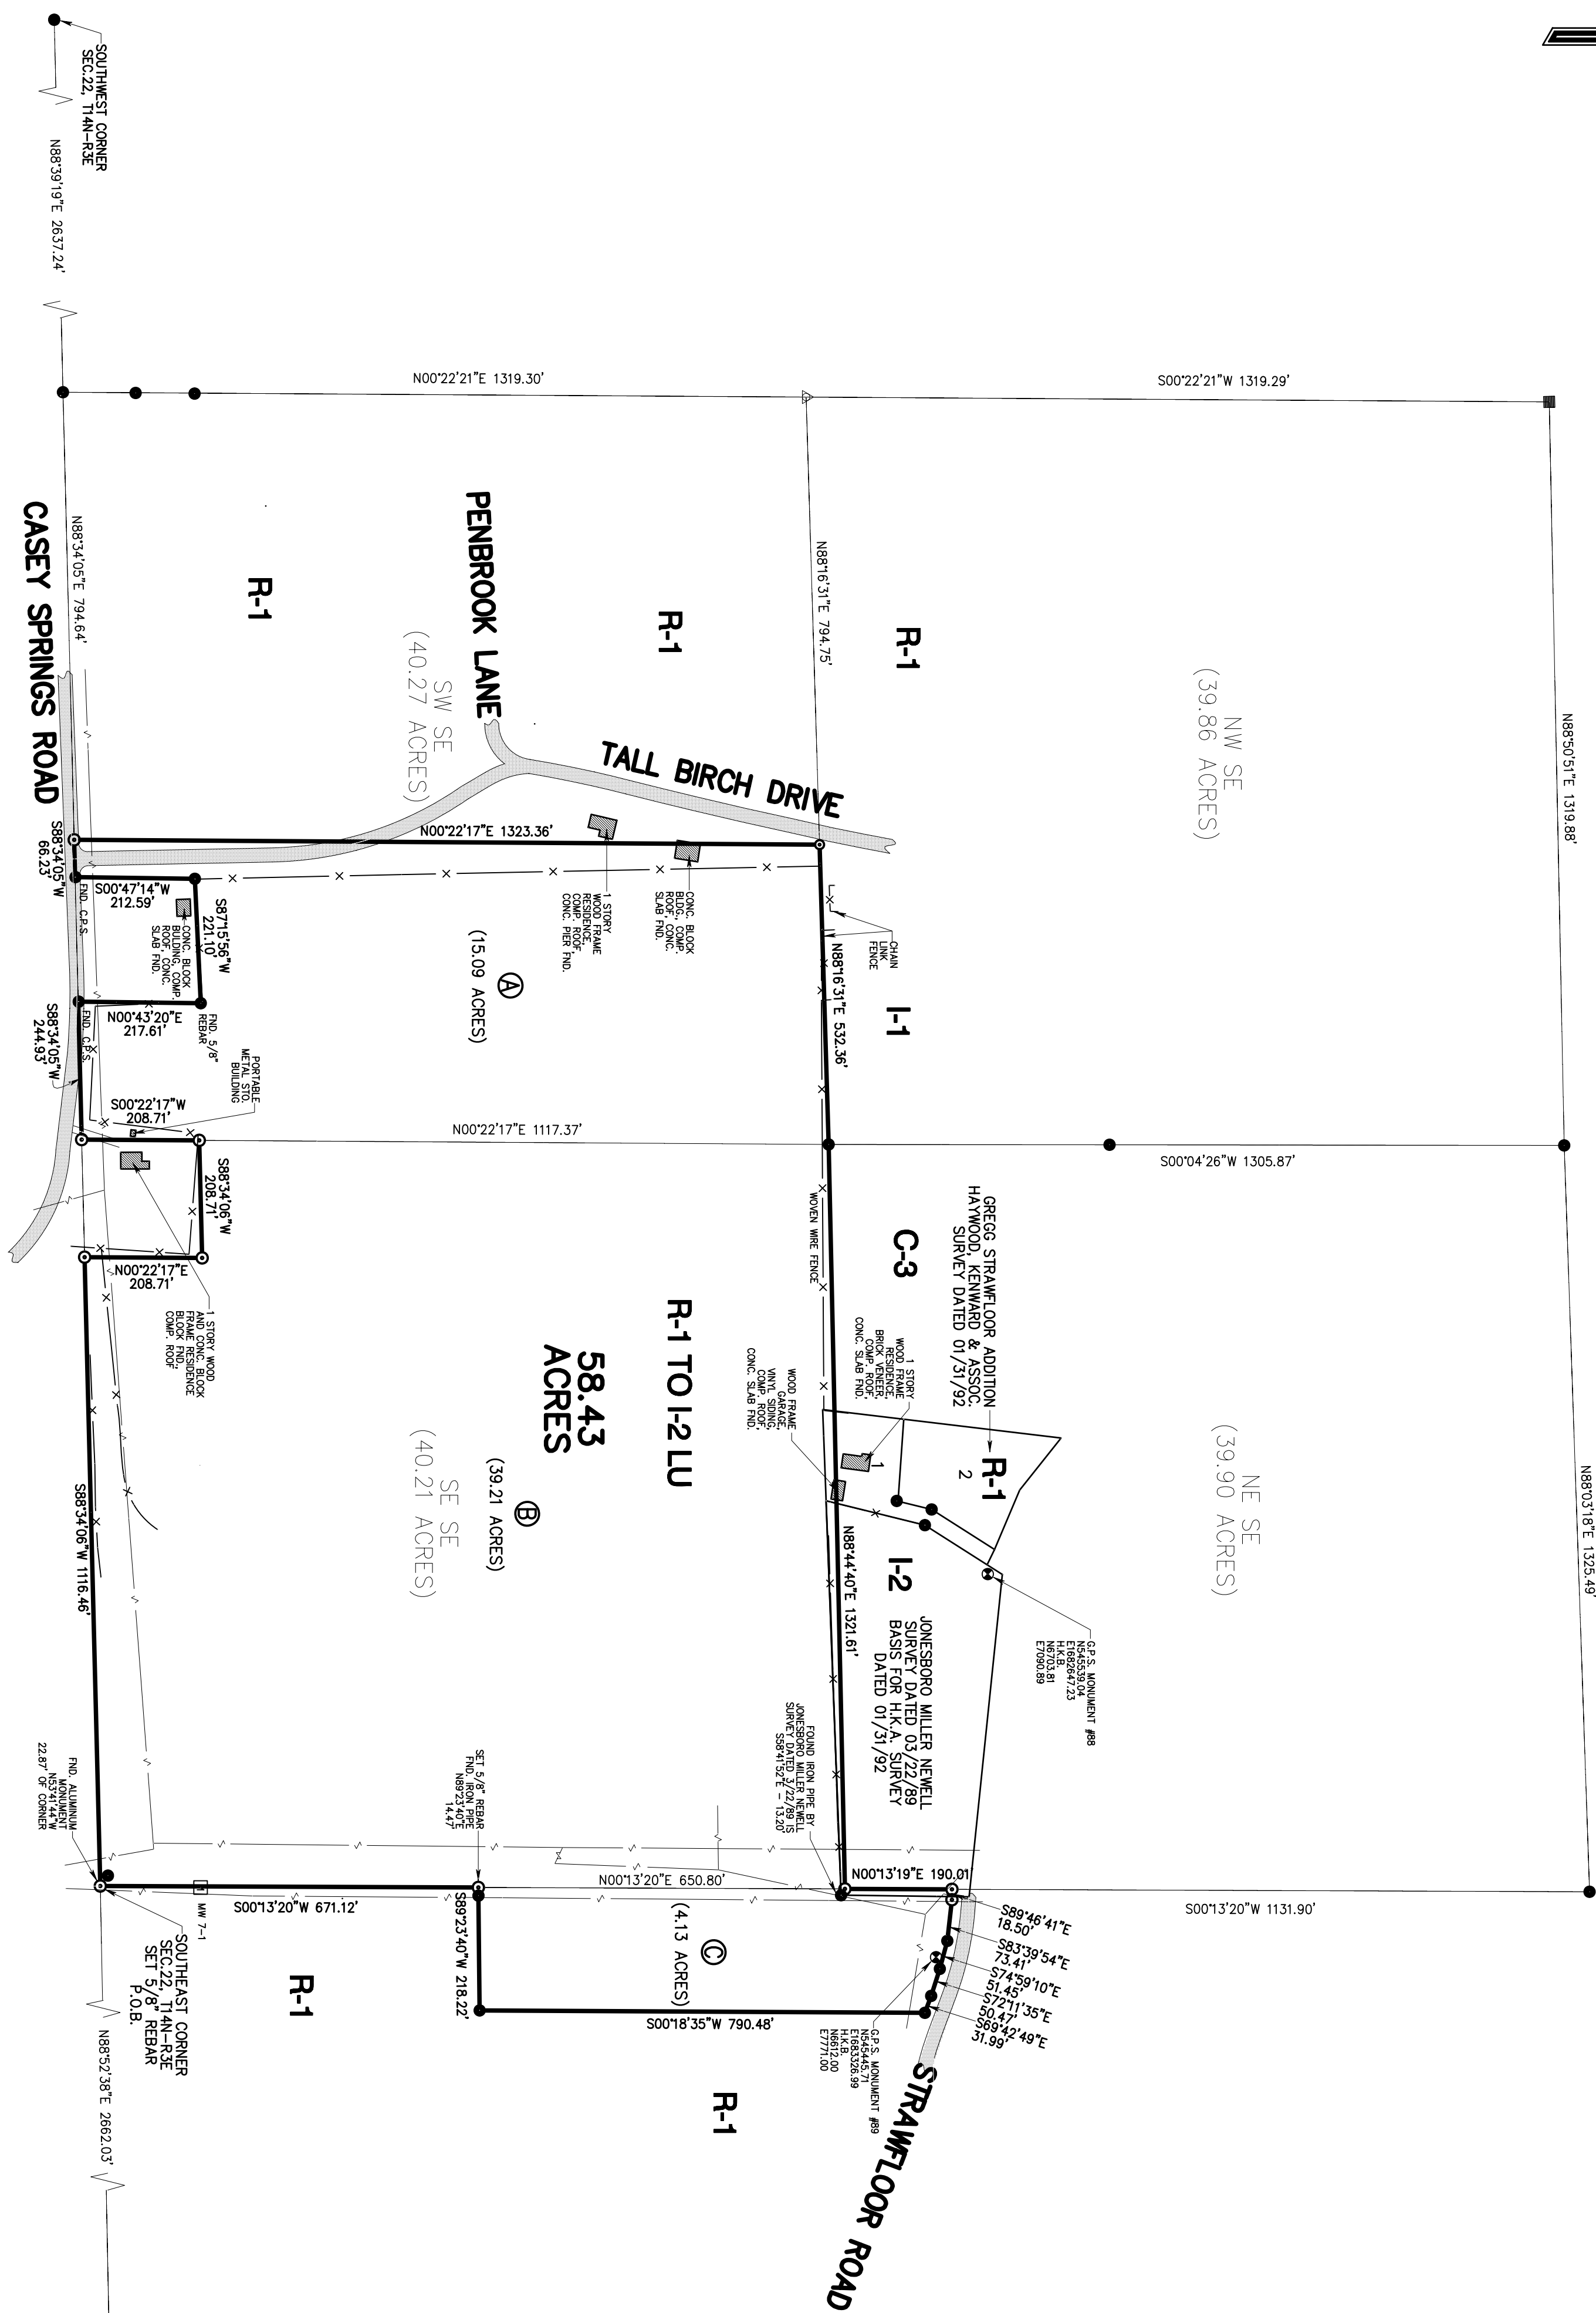 SOUTHWEST CORNER
SEC.22, T14N-R3E
N88°39'19"E 2637.24'
N00°22'21"E 1319.30'
S00°22'21"W 1319.29'
N88°50'51"E 1319.88'
N88°03'18"E 1325.49'
NW SE
(39.86 ACRES)
NE SE
(39.90 ACRES)
N88°34'05"E 794.64'
CASEY SPRINGS ROAD
R-1
PENBROOK LANE
R-1
N88°16'31"E 794.75'
R-1
SW SE
(40.27 ACRES)
TALL BIRCH DRIVE
N00°22'17"E 1323.36'
S88°34'05"W
66.23'
S00°47'14"W
212.59'
FND. C.P.S.
S87°15'56"W
221.10'
CONC. BLOCK
BUILDING, COMP.
ROOF, CONC.
SLAB FND.
N00°43'20"E
217.61'
FND. 5/8"
REBAR
FND. C.P.S.
S88°34'05"W
244.93'
1 STORY
WOOD FRAME
RESIDENCE,
COMP. ROOF,
CONC. PIER FND.
CONC. BLOCK
BLDG., COMP.
ROOF, CONC.
SLAB FND.
CHAIN
LINK
FENCE
A
(15.09 ACRES)
N88°16'31"E 532.36'
I-1
PORTABLE
METAL STO.
BUILDING
S00°22'17"W
208.71'
N00°22'17"E 1117.37'
S00°04'26"W 1305.87'
S88°34'06"W
208.71'
N00°22'17"E
208.71'
1 STORY WOOD
AND CONC. BLOCK
FRAME RESIDENCE
BLOCK FND.;
COMP. ROOF
WOVEN WIRE FENCE
C-3
GREGG STRAWFLOOR ADDITION
HAYWOOD, KENWARD & ASSOC.
SURVEY DATED 01/31/92
R-1
2
1
1 STORY
WOOD FRAME
RESIDENCE,
BRICK VENEER,
COMP. ROOF,
CONC. SLAB FND.
WOOD FRAME
GARAGE,
VINYL SIDING,
COMP. ROOF,
CONC. SLAB FND.
R-1 TO I-2 LU
58.43
ACRES
B
(39.21 ACRES)
SE SE
(40.21 ACRES)
S88°34'06"W 1116.46'
N88°44'40"E 1321.61'
I-2
JONESBORO MILLER NEWELL
SURVEY DATED 03/22/89
BASIS FOR H.K.A. SURVEY
DATED 01/31/92
G.P.S. MONUMENT #88
N545539.04
E1682647.23
H.K.B.
N6703.81
E7090.89
FOUND IRON PIPE BY
JONESBORO MILLER NEWELL
SURVEY DATED 3/22/89 IS
S58°41'52"E - 13.20'
SET 5/8" REBAR
FND. IRON PIPE
N89°23'40"E
14.47'
FND. ALUMINUM
MONUMENT
N53°41'44"W
22.87' OF CORNER
N00°13'20"E 650.80'
N00°13'19"E 190.01'
S00°13'20"W 1131.90'
S00°13'20"W 671.12'
1 MW 7-1
S89°23'40"W 218.22'
C
(4.13 ACRES)
S00°18'35"W 790.48'
S89°46'41"E
18.50'
S83°39'54"E
73.41'
S74°59'10"E
51.45'
S72°11'35"E
50.47'
S69°42'49"E
31.99'
G.P.S. MONUMENT #89
N545445.71
E1683326.99
H.K.B.
N6612.00
E7771.00
SOUTHEAST CORNER
SEC.22, T14N-R3E
SET 5/8" REBAR
P.O.B.
R-1
R-1
STRAWFLOOR ROAD
N88°52'38"E 2662.03'